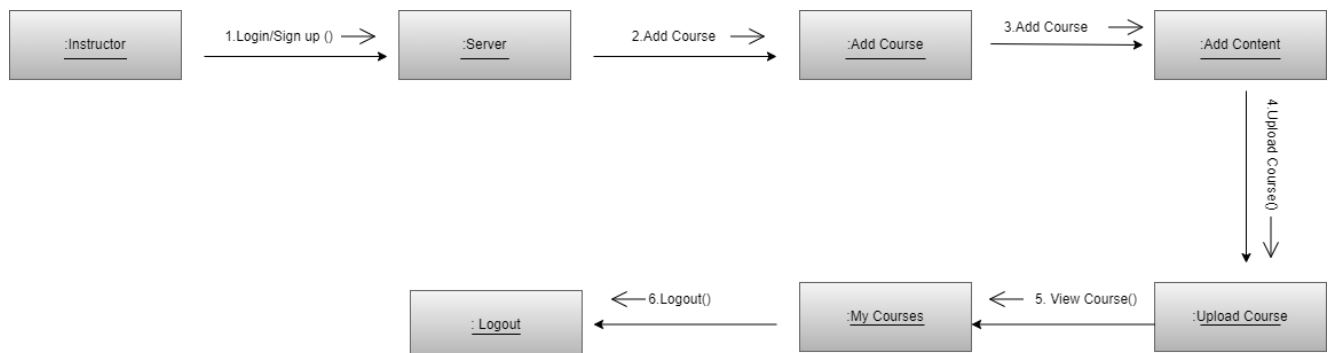 :Instructor
1.Login/Sign up ()
:Server
2.Add Course
:Add Course
3.Add Course
:Add Content
4.Upload Course()
:Upload Course
5. View Course()
:My Courses
6.Logout()
: Logout